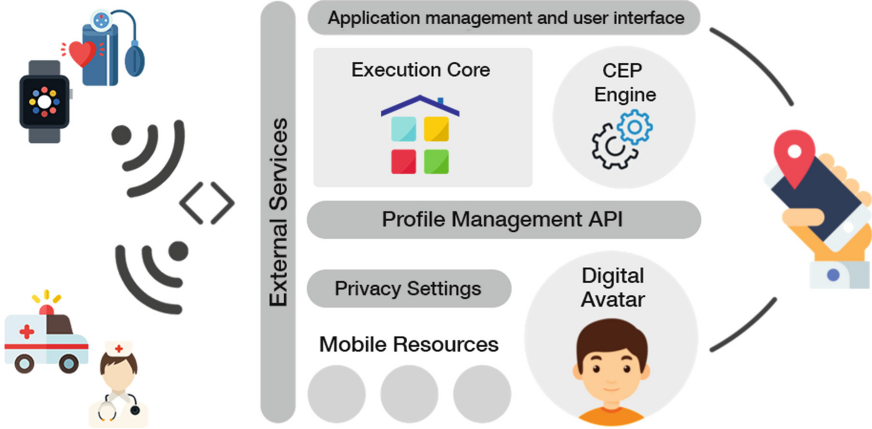 Application management and user interface
External Services
Execution Core
CEP
Engine
Profile Management API
Privacy Settings
Digital
Avatar
Mobile Resources